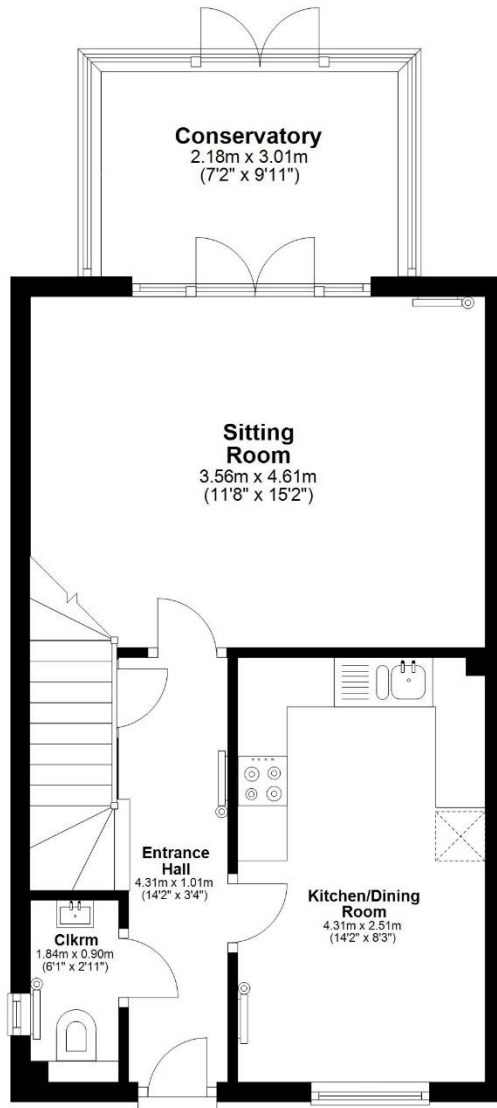 Conservatory
2.18m x 3.01m
(7'2" x 9'11")
Sitting
Room
3.56m x 4.61m
(11'8" x 15'2")
Entrance
Hall
4.31m x 1.01m
(14'2" x 3'4")
Kitchen/Dining
Room
4.31m x 2.51m
(14'2" x 8'3")
Clkrm
1.84m x 0.90m
(6'1" x 2'11")